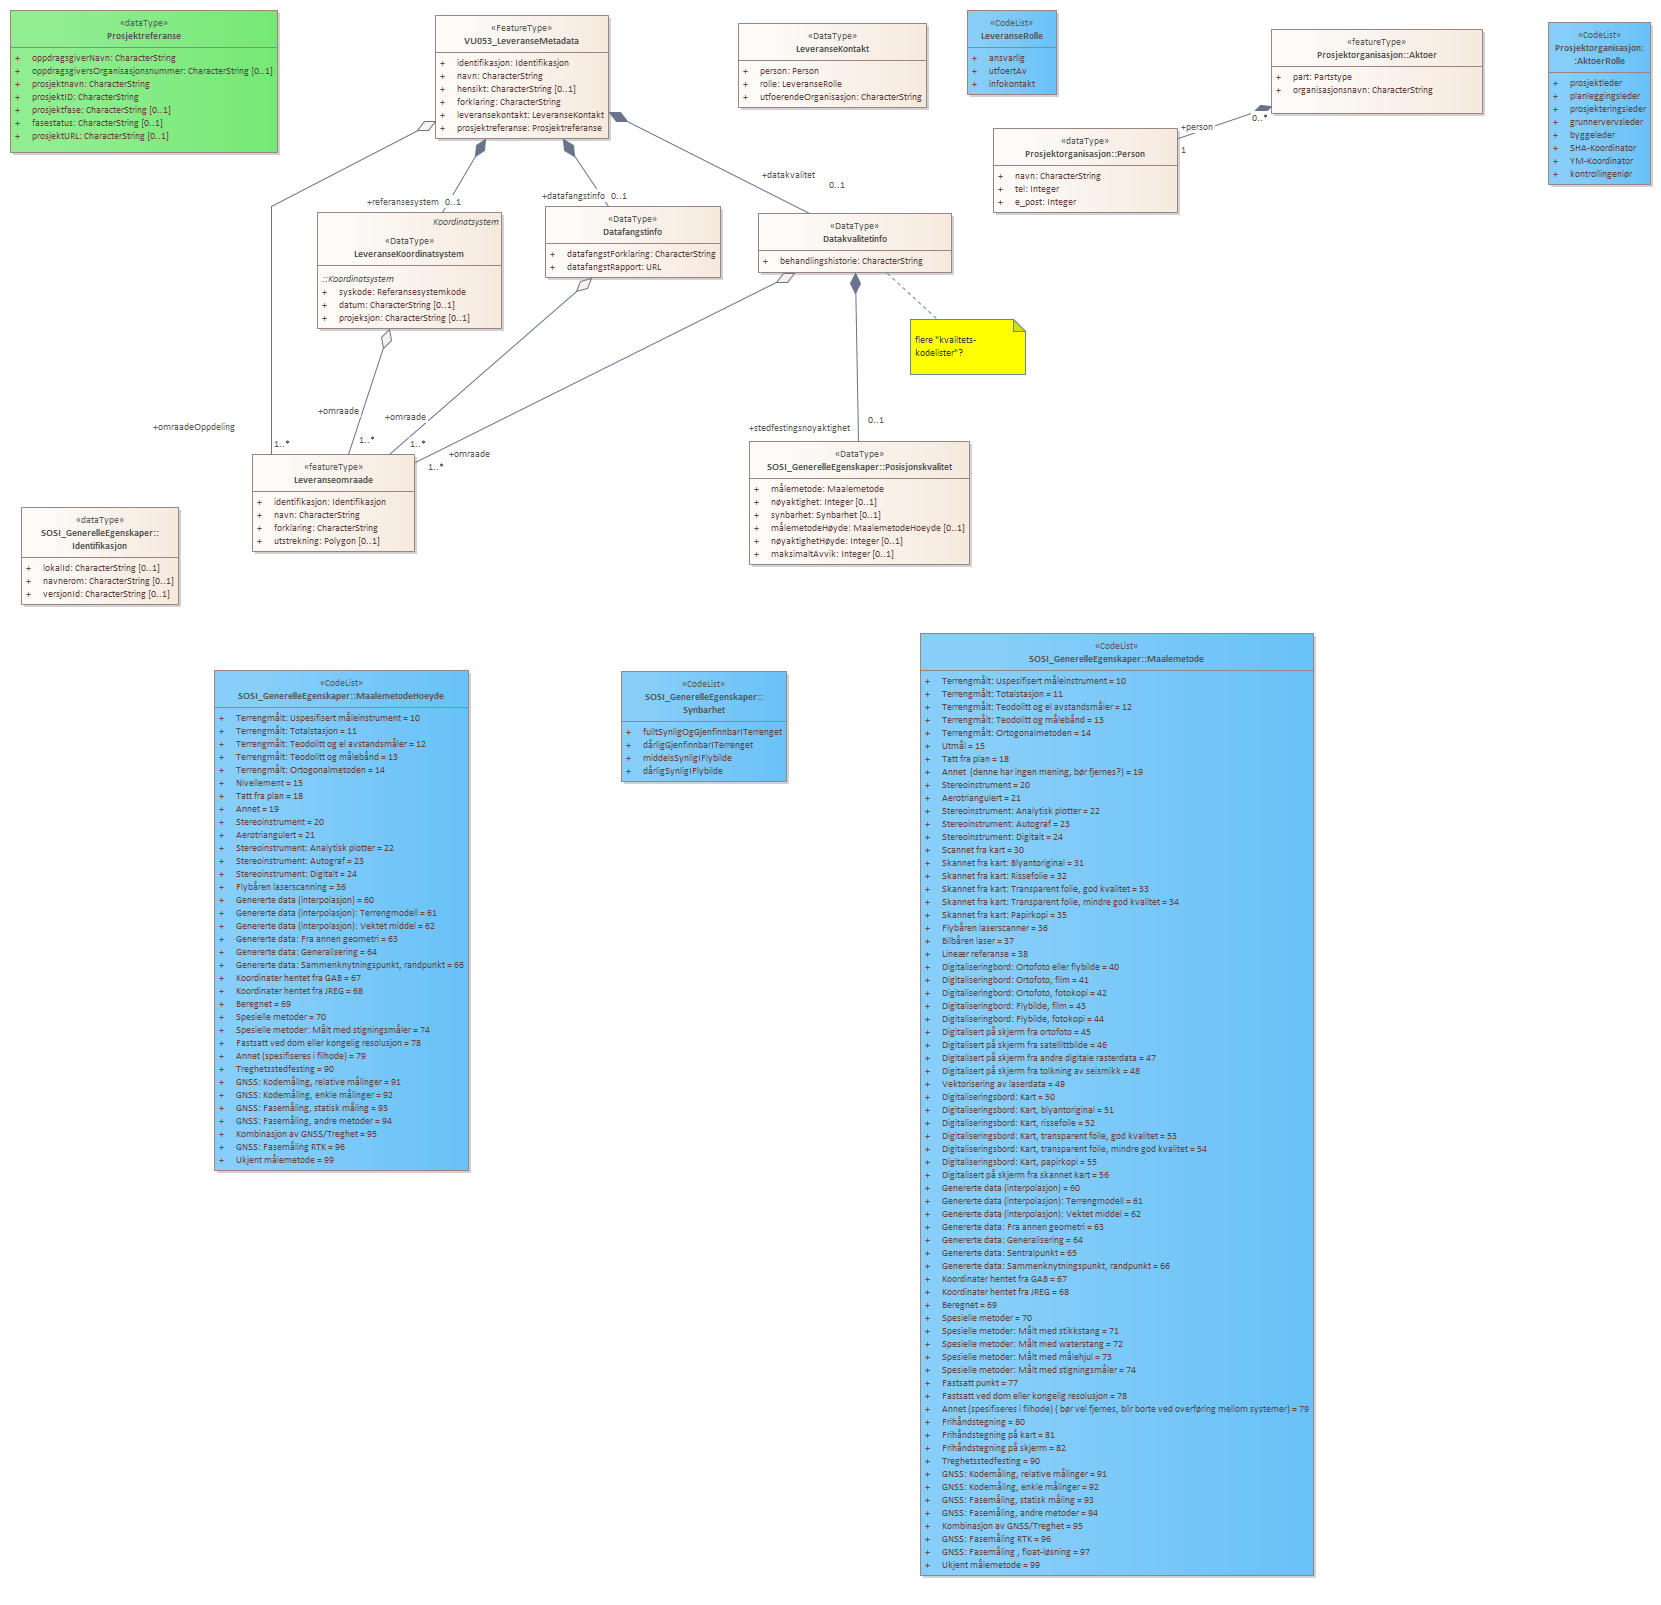 «dataType»
Prosjektreferanse
+ oppdragsgiverNavn: CharacterString
+ oppdragsgiversOrganisasjonsnummer: CharacterString [0..1]
+ prosjektnavn: CharacterString
+ prosjektID: CharacterString
+ prosjektfase: CharacterString [0..1]
+ fasestatus: CharacterString [0..1]
+ prosjektURL: CharacterString [0..1]
«FeatureType»
VU053_LeveranseMetadata
+ identifikasjon: Identifikasjon
+ navn: CharacterString
+ hensikt: CharacterString [0..1]
+ forklaring: CharacterString
+ leveransekontakt: LeveranseKontakt
+ prosjektreferanse: Prosjektreferanse
«DataType»
LeveranseKontakt
+ person: Person
+ rolle: LeveranseRolle
+ utfoerendeOrganisasjon: CharacterString
«CodeList»
LeveranseRolle
+ ansvarlig
+ utfoertAv
+ infokontakt
«featureType»
Prosjektorganisasjon::Aktoer
+ part: Partstype
+ organisasjonsnavn: CharacterString
«CodeList»
Prosjektorganisasjon:
:AktoerRolle
+ prosjektleder
+ planleggingsleder
+ prosjekteringsleder
+ grunnervervsleder
+ byggeleder
+ SHA-Koordinator
+ YM-Koordinator
+ kontrollingeniør
0..*
+person
1
«dataType»
Prosjektorganisasjon::Person
+ navn: CharacterString
+ tel: Integer
+ e_post: Integer
+referansesystem 0..1
+datafangstinfo 0..1
+datakvalitet
0..1
Koordinatsystem
«DataType»
LeveranseKoordinatsystem
::Koordinatsystem
+ syskode: Referansesystemkode
+ datum: CharacterString [0..1]
+ projeksjon: CharacterString [0..1]
«DataType»
Datafangstinfo
+ datafangstForklaring: CharacterString
+ datafangstRapport: URL
«DataType»
Datakvalitetinfo
+ behandlingshistorie: CharacterString
flere "kvalitets-
kodelister"?
+omraadeOppdeling
1..*
+omraade
1..*
+omraade
1..*
+omraade
1..*
+stedfestingsnoyaktighet
0..1
«featureType»
Leveranseomraade
+ identifikasjon: Identifikasjon
+ navn: CharacterString
+ forklaring: CharacterString
+ utstrekning: Polygon [0..1]
«DataType»
SOSI_GenerelleEgenskaper::Posisjonskvalitet
+ målemetode: Maalemetode
+ nøyaktighet: Integer [0..1]
+ synbarhet: Synbarhet [0..1]
+ målemetodeHøyde: MaalemetodeHoeyde [0..1]
+ nøyaktighetHøyde: Integer [0..1]
+ maksimaltAvvik: Integer [0..1]
«dataType»
SOSI_GenerelleEgenskaper::
Identifikasjon
+ lokalId: CharacterString [0..1]
+ navnerom: CharacterString [0..1]
+ versjonId: CharacterString [0..1]
«CodeList»
SOSI_GenerelleEgenskaper::MaalemetodeHoeyde
+ Terrengmålt: Uspesifisert måleinstrument = 10
+ Terrengmålt: Totalstasjon = 11
+ Terrengmålt: Teodolitt og el avstandsmåler = 12
+ Terrengmålt: Teodolitt og målebånd = 13
+ Terrengmålt: Ortogonalmetoden = 14
+ Nivellement = 15
+ Tatt fra plan = 18
+ Annet = 19
+ Stereoinstrument = 20
+ Aerotriangulert = 21
+ Stereoinstrument: Analytisk plotter = 22
+ Stereoinstrument: Autograf = 23
+ Stereoinstrument: Digitalt = 24
+ Flybåren laserscanning = 36
+ Genererte data (interpolasjon) = 60
+ Genererte data (interpolasjon): Terrengmodell = 61
+ Genererte data (interpolasjon): Vektet middel = 62
+ Genererte data: Fra annen geometri = 63
+ Genererte data: Generalisering = 64
+ Genererte data: Sammenknytningspunkt, randpunkt = 66
+ Koordinater hentet fra GAB = 67
+ Koordinater hentet fra JREG = 68
+ Beregnet = 69
+ Spesielle metoder = 70
+ Spesielle metoder: Målt med stigningsmåler = 74
+ Fastsatt ved dom eller kongelig resolusjon = 78
+ Annet (spesifiseres i filhode) = 79
+ Treghetsstedfesting = 90
+ GNSS: Kodemåling, relative målinger = 91
+ GNSS: Kodemåling, enkle målinger = 92
+ GNSS: Fasemåling, statisk måling = 93
+ GNSS: Fasemåling, andre metoder = 94
+ Kombinasjon av GNSS/Treghet = 95
+ GNSS: Fasemåling RTK = 96
+ Ukjent målemetode = 99
«CodeList»
SOSI_GenerelleEgenskaper::
Synbarhet
+ fulltSynligOgGjenfinnbarITerrenget
+ dårligGjenfinnbarITerrenget
+ middelsSynligIFlybilde
+ dårligSynligIFlybilde
«CodeList»
SOSI_GenerelleEgenskaper::Maalemetode
+ Terrengmålt: Uspesifisert måleinstrument = 10
+ Terrengmålt: Totalstasjon = 11
+ Terrengmålt: Teodolitt og el avstandsmåler = 12
+ Terrengmålt: Teodolitt og målebånd = 13
+ Terrengmålt: Ortogonalmetoden = 14
+ Utmål = 15
+ Tatt fra plan = 18
+ Annet (denne har ingen mening, bør fjernes?) = 19
+ Stereoinstrument = 20
+ Aerotriangulert = 21
+ Stereoinstrument: Analytisk plotter = 22
+ Stereoinstrument: Autograf = 23
+ Stereoinstrument: Digitalt = 24
+ Scannet fra kart = 30
+ Skannet fra kart: Blyantoriginal = 31
+ Skannet fra kart: Rissefolie = 32
+ Skannet fra kart: Transparent folie, god kvalitet = 33
+ Skannet fra kart: Transparent folie, mindre god kvalitet = 34
+ Skannet fra kart: Papirkopi = 35
+ Flybåren laserscanner = 36
+ Bilbåren laser = 37
+ Lineær referanse = 38
+ Digitaliseringbord: Ortofoto eller flybilde = 40
+ Digitaliseringbord: Ortofoto, film = 41
+ Digitaliseringbord: Ortofoto, fotokopi = 42
+ Digitaliseringbord: Flybilde, film = 43
+ Digitaliseringbord: Flybilde, fotokopi = 44
+ Digitalisert på skjerm fra ortofoto = 45
+ Digitalisert på skjerm fra satellittbilde = 46
+ Digitalisert på skjerm fra andre digitale rasterdata = 47
+ Digitalisert på skjerm fra tolkning av seismikk = 48
+ Vektorisering av laserdata = 49
+ Digitaliseringsbord: Kart = 50
+ Digitaliseringsbord: Kart, blyantoriginal = 51
+ Digitaliseringsbord: Kart, rissefoile = 52
+ Digitaliseringsbord: Kart, transparent foile, god kvalitet = 53
+ Digitaliseringsbord: Kart, transparent foile, mindre god kvalitet = 54
+ Digitaliseringsbord: Kart, papirkopi = 55
+ Digitalisert på skjerm fra skannet kart = 56
+ Genererte data (interpolasjon) = 60
+ Genererte data (interpolasjon): Terrengmodell = 61
+ Genererte data (interpolasjon): Vektet middel = 62
+ Genererte data: Fra annen geometri = 63
+ Genererte data: Generalisering = 64
+ Genererte data: Sentralpunkt = 65
+ Genererte data: Sammenknytningspunkt, randpunkt = 66
+ Koordinater hentet fra GAB = 67
+ Koordinater hentet fra JREG = 68
+ Beregnet = 69
+ Spesielle metoder = 70
+ Spesielle metoder: Målt med stikkstang = 71
+ Spesielle metoder: Målt med waterstang = 72
+ Spesielle metoder: Målt med målehjul = 73
+ Spesielle metoder: Målt med stigningsmåler = 74
+ Fastsatt punkt = 77
+ Fastsatt ved dom eller kongelig resolusjon = 78
+ Annet (spesifiseres i filhode) ( bør vel fjernes, blir borte ved overføring mellom systemer) = 79
+ Frihåndstegning = 80
+ Frihåndstegning på kart = 81
+ Frihåndstegning på skjerm = 82
+ Treghetsstedfesting = 90
+ GNSS: Kodemåling, relative målinger = 91
+ GNSS: Kodemåling, enkle målinger = 92
+ GNSS: Fasemåling, statisk måling = 93
+ GNSS: Fasemåling, andre metoder = 94
+ Kombinasjon av GNSS/Treghet = 95
+ GNSS: Fasemåling RTK = 96
+ GNSS: Fasemåling , float-løsning = 97
+ Ukjent målemetode = 99